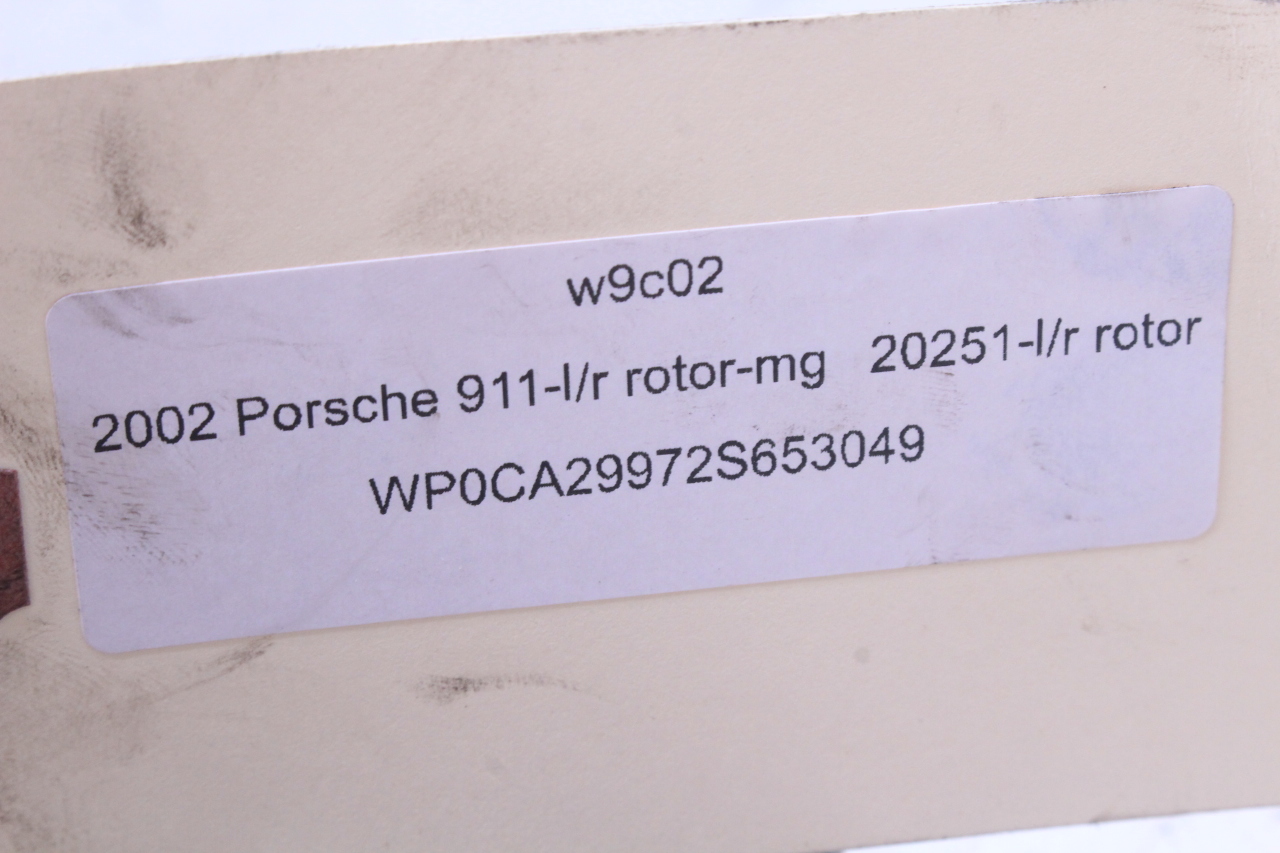 w9c02
2002 Porsche 911-l/r rotor-mg 20251-l/r rotor
WP0CA29972S653049